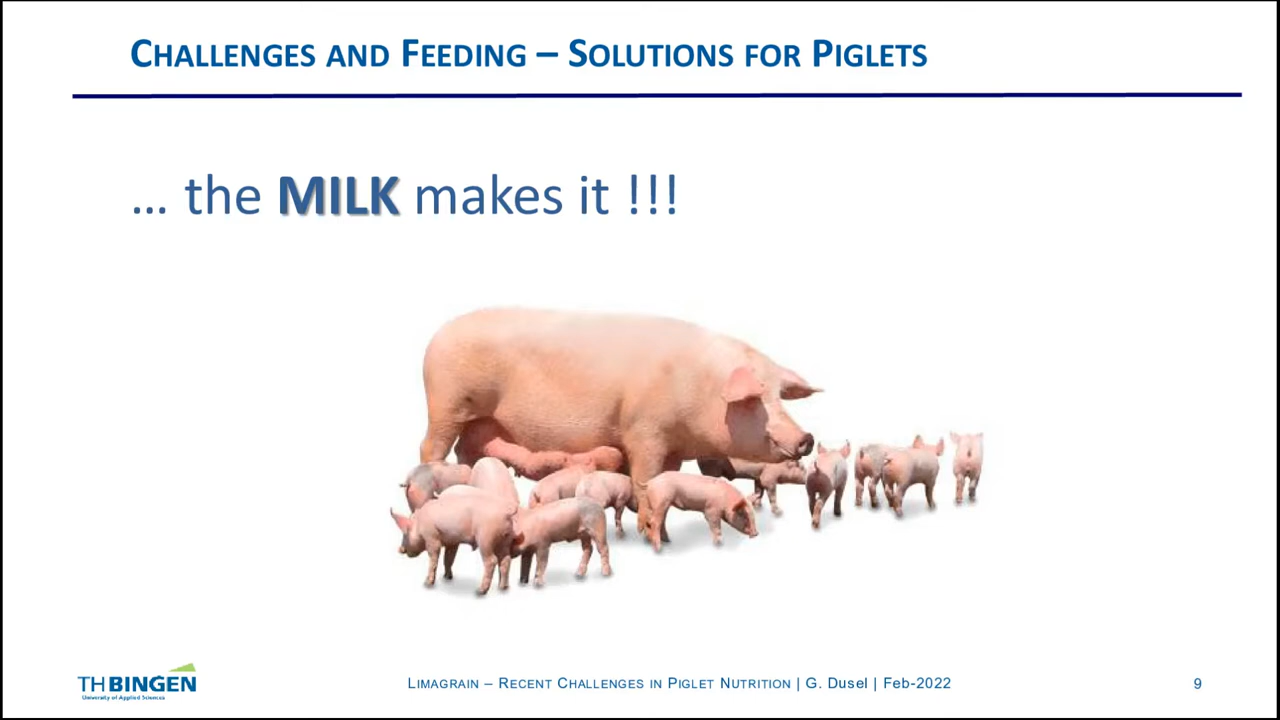 CHALLENGES AND FEEDING – SOLUTIONS FOR PIGLETS
... the MILK makes it !!!
TH BINGEN
University of Applied Sciences
LIMAGRAIN – RECENT CHALLENGES IN PIGLET NUTRITION | G. Dusel | Feb-2022
9